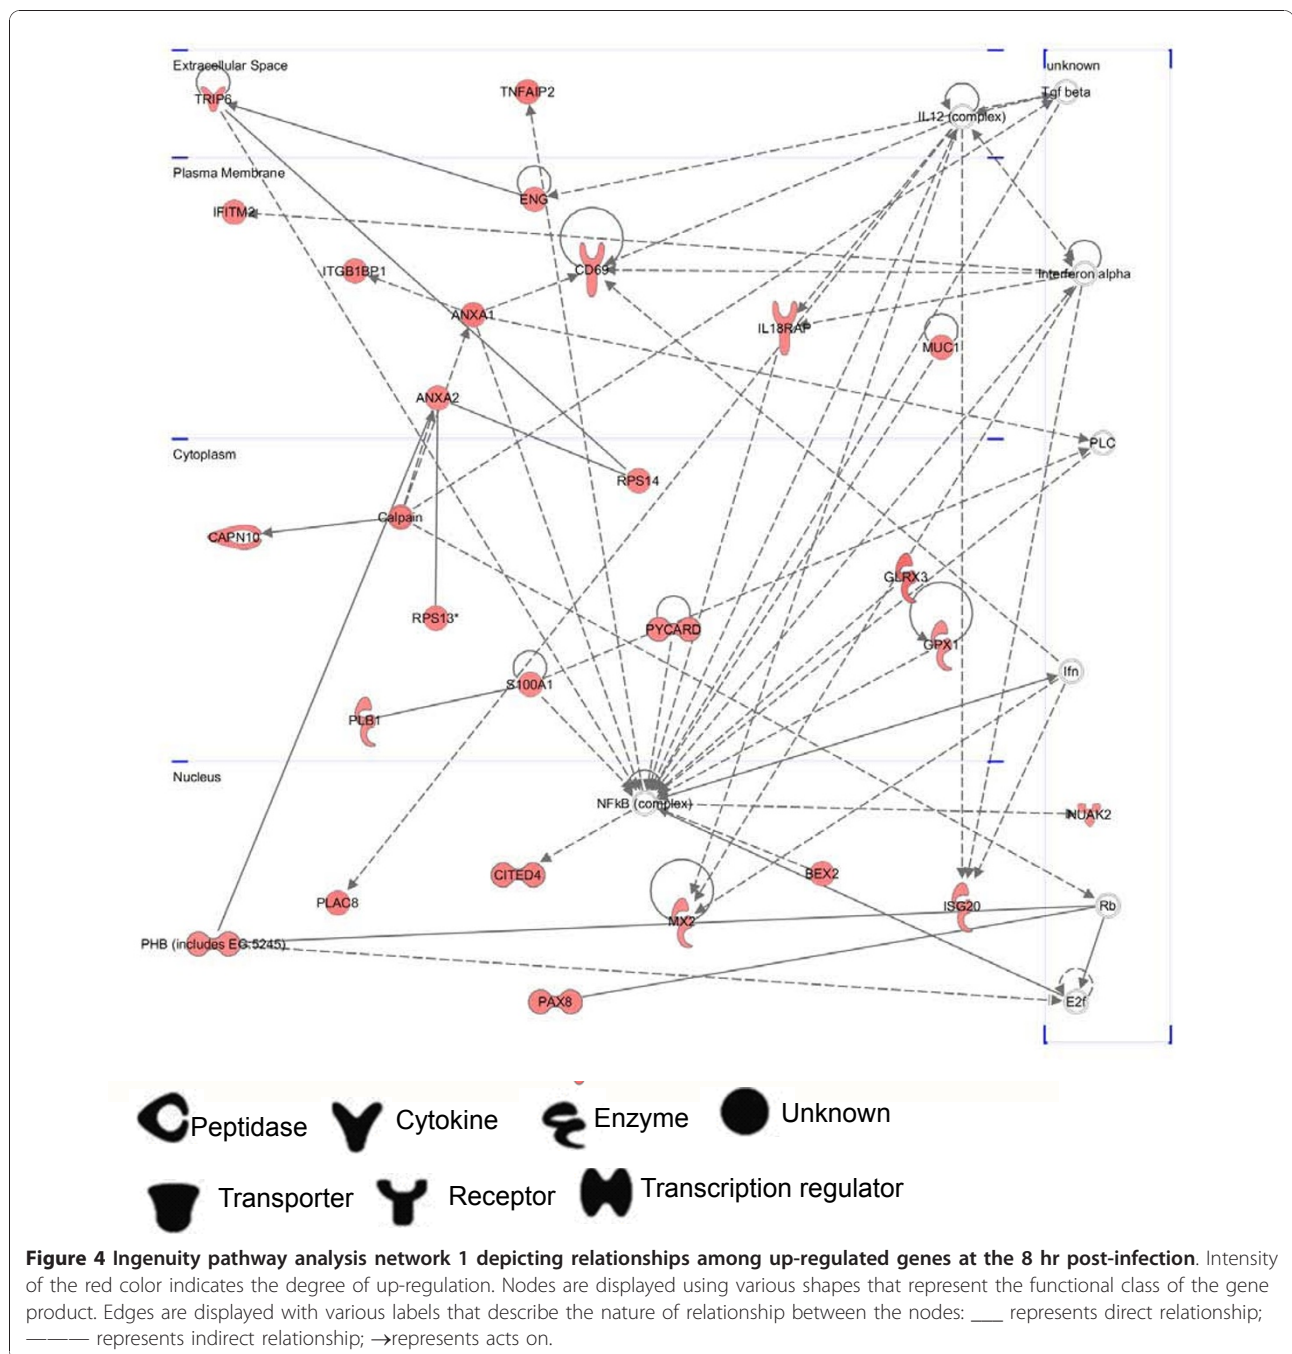 Extracellular Space
unknown
TRIP6
TNFAIP2
IL12 (complex)
Tgf beta
Plasma Membrane
ENG
IFITM2
ITGB1BP1
CD69
Interferon alpha
ANXA1
IL18RAP
MUC1
ANXA2
PLC
Cytoplasm
RPS14
Calpain
CAPN10
GLRX3
RPS13*
PYCARD
GPX1
Ifn
S100A1
PLB1
Nucleus
NFkB (complex)
NUAK2
CITED4
BEX2
PLAC8
MX2
ISG20
Rb
PHB (includes EG:5245)
PAX8
E2f
Peptidase
Cytokine
Enzyme
Unknown
Transporter
Receptor
Transcription regulator
Figure 4 Ingenuity pathway analysis network 1 depicting relationships among up-regulated genes at the 8 hr post-infection. Intensity
of the red color indicates the degree of up-regulation. Nodes are displayed using various shapes that represent the functional class of the gene
product. Edges are displayed with various labels that describe the nature of relationship between the nodes: ___ represents direct relationship;
——— represents indirect relationship; →represents acts on.